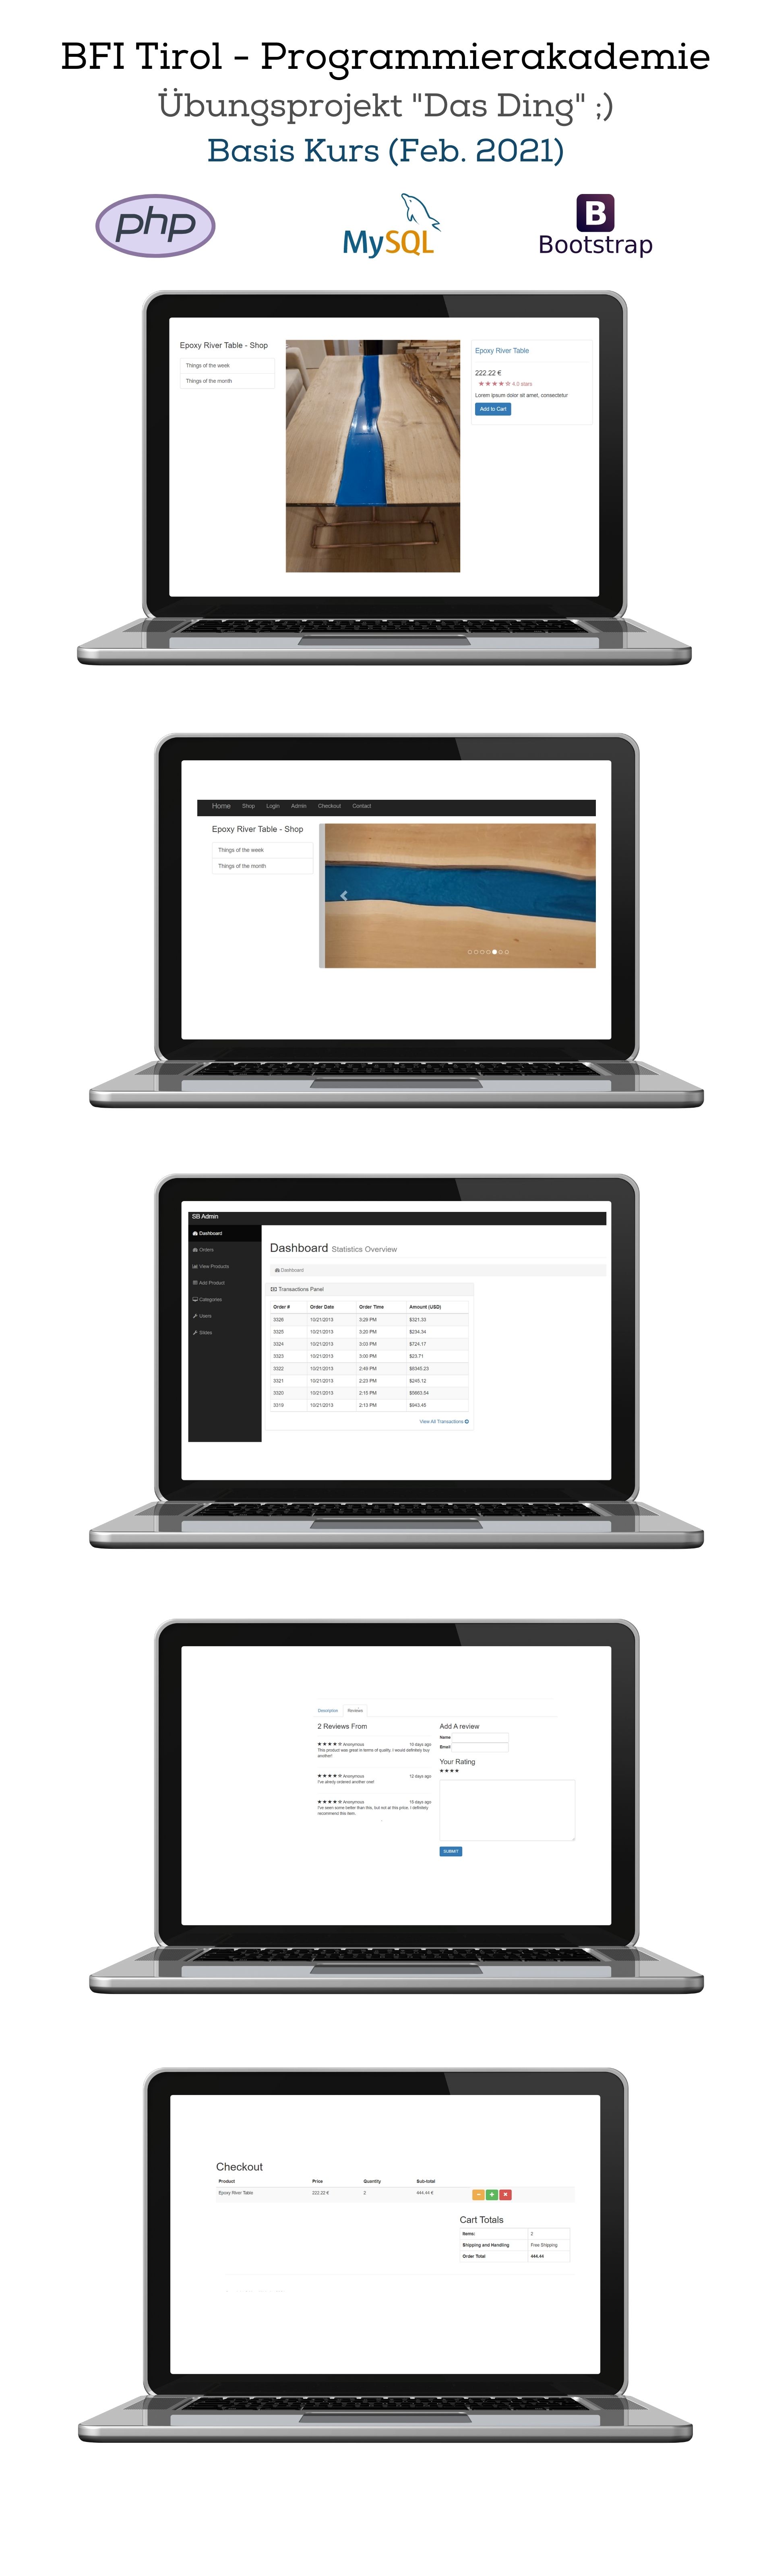 BFI Tirol - Programmierakademie
Übungsprojekt "Das Ding" ;)
Basis Kurs (Feb. 2021)
php
MySQL
B
Bootstrap
Epoxy River Table - Shop
Things of the week
Things of the month
Epoxy River Table
222.22 €
4.0 stars
Lorem ipsum dolor sit amet, consectetur
Add to Cart
Home Shop Login Admin Checkout Contact
Epoxy River Table - Shop
Things of the week
Things of the month
SB Admin
Dashboard
Orders
View Products
Add Product
Categories
Users
Slides
Dashboard Statistics Overview
Dashboard
Transactions Panel
Order # Order Date Order Time Amount (USD)
3326 10/21/2013 3:29 PM $321.33
3325 10/21/2013 3:20 PM $234.34
3324 10/21/2013 3:03 PM $724.17
3323 10/21/2013 3:00 PM $23.71
3322 10/21/2013 2:49 PM $8345.23
3321 10/21/2013 2:23 PM $245.12
3320 10/21/2013 2:15 PM $5663.54
3319 10/21/2013 2:13 PM $943.45
View All Transactions
Description Reviews
2 Reviews From
Anonymous 10 days ago
This product was great in terms of quality. I would definitely buy
another!
Anonymous 12 days ago
I've alredy ordered another one!
Anonymous 15 days ago
I've seen some better than this, but not at this price. I definitely
recommend this item.
Add A review
Name
Email
Your Rating
SUBMIT
Checkout
Product Price Quantity Sub-total
Epoxy River Table 222.22 € 2 444.44 €
Cart Totals
Items: 2
Shipping and Handling Free Shipping
Order Total 444.44